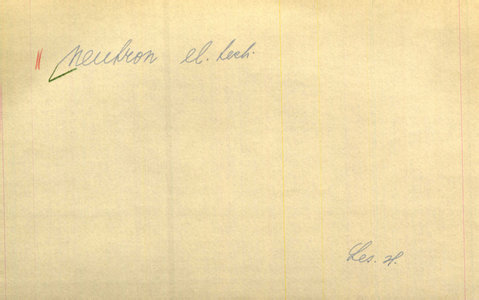 neutron el. tech.
Les. H.